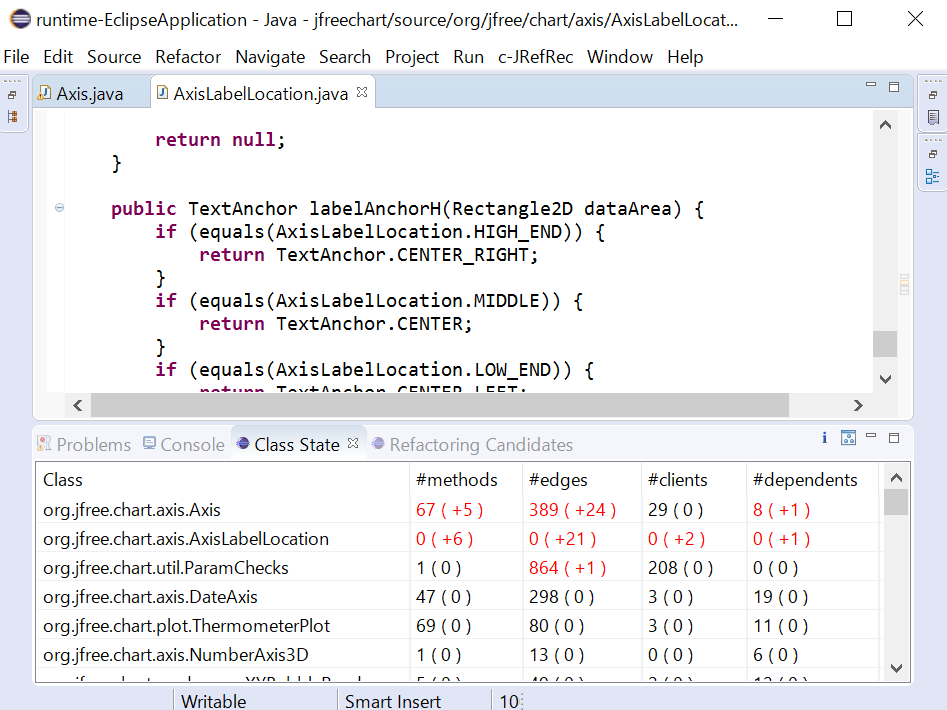 runtime-EclipseApplication - Java - jfreechart/source/org/jfree/chart/axis/AxisLabelLocat...
File Edit Source Refactor Navigate Search Project Run c-JRefRec Window Help
Axis.java AxisLabelLocation.java
return null;
}
public TextAnchor labelAnchorH(Rectangle2D dataArea) {
if (equals(AxisLabelLocation.HIGH_END)) {
return TextAnchor.CENTER_RIGHT;
}
if (equals(AxisLabelLocation.MIDDLE)) {
return TextAnchor.CENTER;
}
if (equals(AxisLabelLocation.LOW_END)) {
return TextAnchor.CENTER_LEFT;
Problems Console Class State Refactoring Candidates
Class #methods #edges #clients #dependents
org.jfree.chart.axis.Axis 67 ( +5 ) 389 ( +24 ) 29 ( 0 ) 8 ( +1 )
org.jfree.chart.axis.AxisLabelLocation 0 ( +6 ) 0 ( +21 ) 0 ( +2 ) 0 ( +1 )
org.jfree.chart.util.ParamChecks 1 ( 0 ) 864 ( +1 ) 208 ( 0 ) 0 ( 0 )
org.jfree.chart.axis.DateAxis 47 ( 0 ) 298 ( 0 ) 3 ( 0 ) 19 ( 0 )
org.jfree.chart.plot.ThermometerPlot 69 ( 0 ) 80 ( 0 ) 3 ( 0 ) 11 ( 0 )
org.jfree.chart.axis.NumberAxis3D 1 ( 0 ) 13 ( 0 ) 0 ( 0 ) 6 ( 0 )
Writable Smart Insert 10